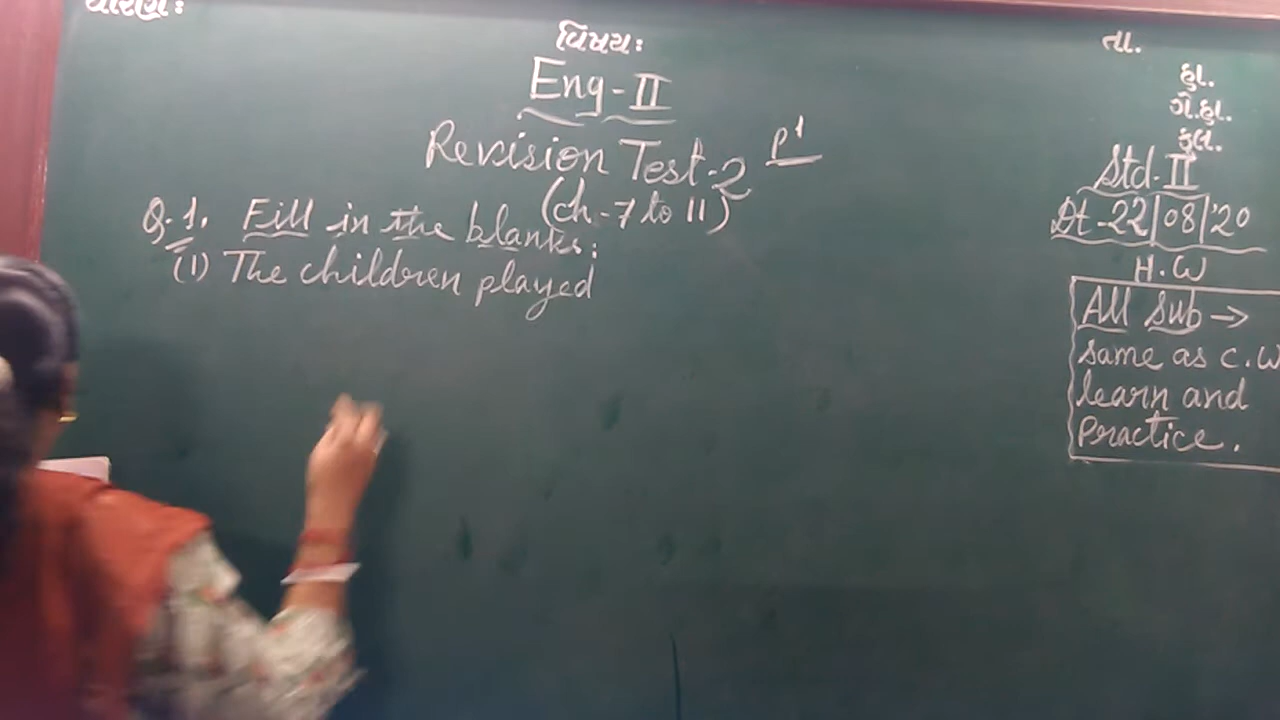 ધોરણ:
વિષય:
તા.
હા.
ગે.હા.
કુલ.
Eng-II
Revision Test-2 P1
(ch-7 to 11)
Q.1. Fill in the blanks:
(1) The children played
Std-II
Dt-22|08|'20
H.W
All Sub →
same as C.W
learn and
Practice.